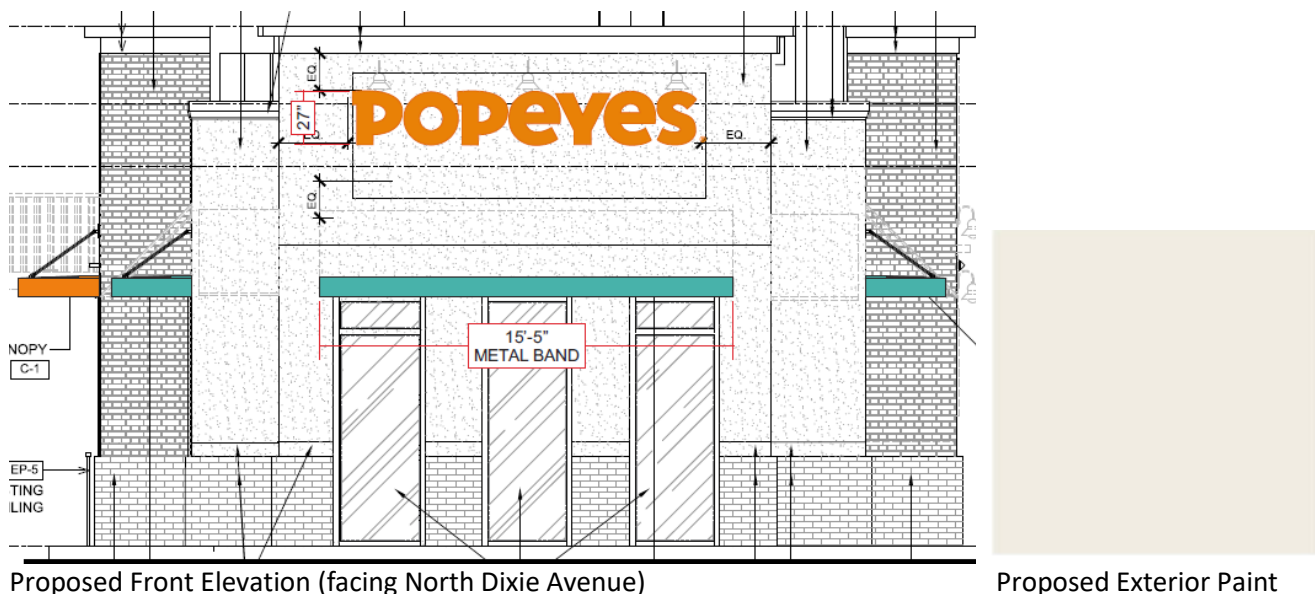 EQ.
27"
POPEYES
EQ.
EQ.
EQ.
15'-5"
METAL BAND
NOPY
C-1
EP-5
TING
LING
Proposed Front Elevation (facing North Dixie Avenue)
Proposed Exterior Paint